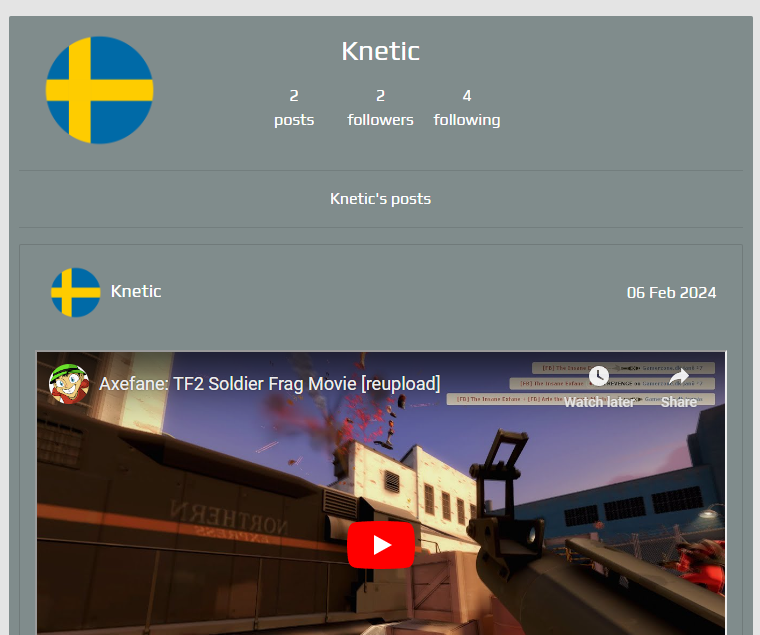 Knetic
2 2 4
posts followers following
Knetic's posts
Knetic 06 Feb 2024
Axefane: TF2 Soldier Frag Movie [reupload]
Watch later Share
NORTHERN
EXPRESS